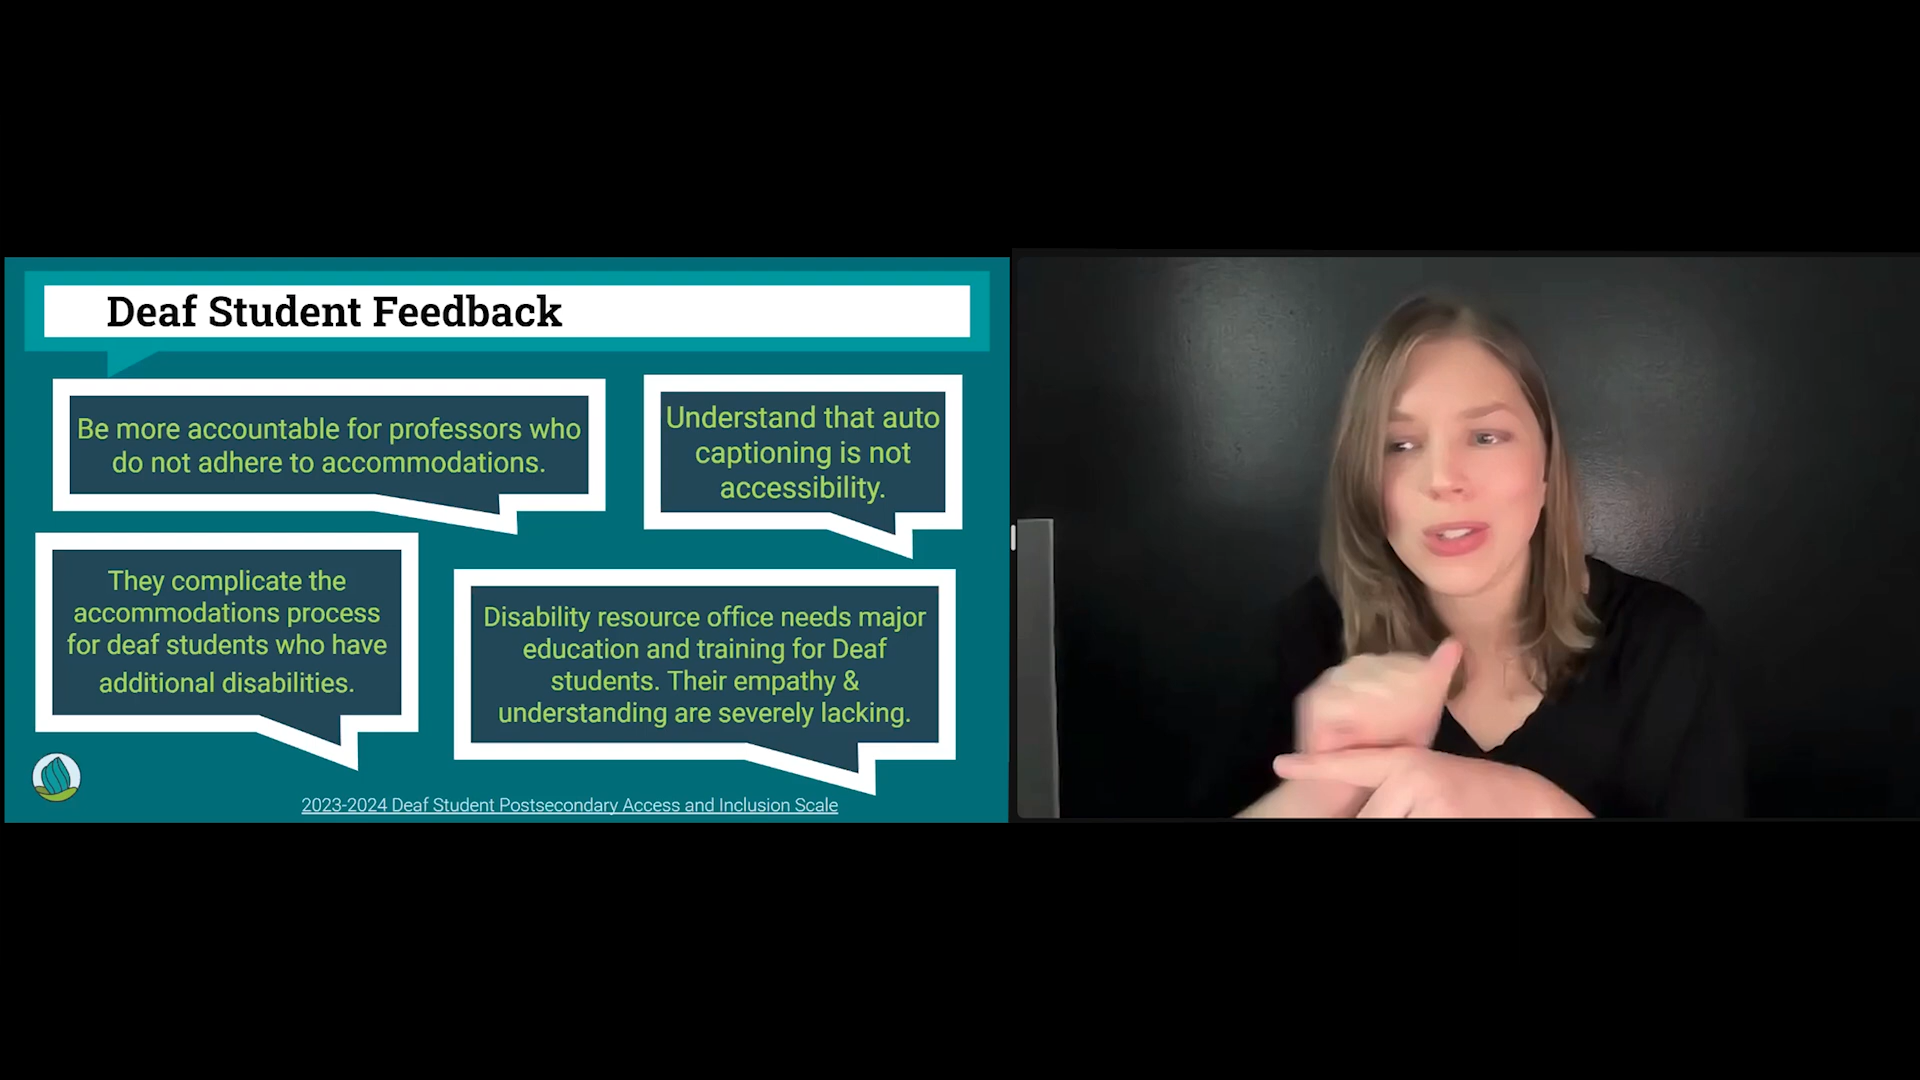 Deaf Student Feedback
Be more accountable for professors who
do not adhere to accommodations.
Understand that auto
captioning is not
accessibility.
They complicate the
accommodations process
for deaf students who have
additional disabilities.
Disability resource office needs major
education and training for Deaf
students. Their empathy &
understanding are severely lacking.
2023-2024 Deaf Student Postsecondary Access and Inclusion Scale